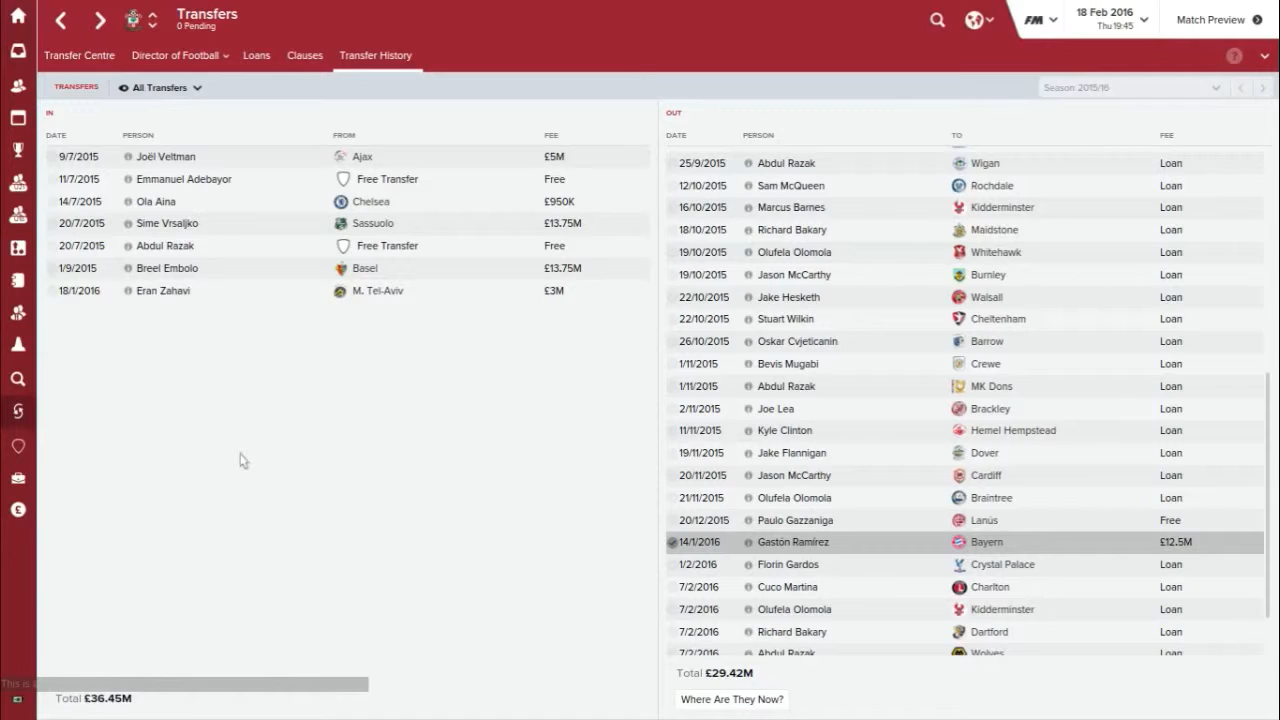 Transfers
0 Pending
FM
18 Feb 2016
Thu 19:45
Match Preview
Transfer Centre Director of Football Loans Clauses Transfer History
TRANSFERS All Transfers
Season 2015/16
IN
DATE PERSON FROM FEE
9/7/2015 Joël Veltman Ajax £5M
11/7/2015 Emmanuel Adebayor Free Transfer Free
14/7/2015 Ola Aina Chelsea £950K
20/7/2015 Sime Vrsaljko Sassuolo £13.75M
20/7/2015 Abdul Razak Free Transfer Free
1/9/2015 Breel Embolo Basel £13.75M
18/1/2016 Eran Zahavi M. Tel-Aviv £3M
This is
Total £36.45M
OUT
DATE PERSON TO FEE
25/9/2015 Abdul Razak Wigan Loan
12/10/2015 Sam McQueen Rochdale Loan
16/10/2015 Marcus Barnes Kidderminster Loan
18/10/2015 Richard Bakary Maidstone Loan
19/10/2015 Olufela Olomola Whitehawk Loan
19/10/2015 Jason McCarthy Burnley Loan
22/10/2015 Jake Hesketh Walsall Loan
22/10/2015 Stuart Wilkin Cheltenham Loan
26/10/2015 Oskar Cvjeticanin Barrow Loan
1/11/2015 Bevis Mugabi Crewe Loan
1/11/2015 Abdul Razak MK Dons Loan
2/11/2015 Joe Lea Brackley Loan
11/11/2015 Kyle Clinton Hemel Hempstead Loan
19/11/2015 Jake Flannigan Dover Loan
20/11/2015 Jason McCarthy Cardiff Loan
21/11/2015 Olufela Olomola Braintree Loan
20/12/2015 Paulo Gazzaniga Lanús Free
14/1/2016 Gastón Ramírez Bayern £12.5M
1/2/2016 Florin Gardos Crystal Palace Loan
7/2/2016 Cuco Martina Charlton Loan
7/2/2016 Olufela Olomola Kidderminster Loan
7/2/2016 Richard Bakary Dartford Loan
7/2/2016 Abdul Razak Wolves Loan
Total £29.42M
Where Are They Now?